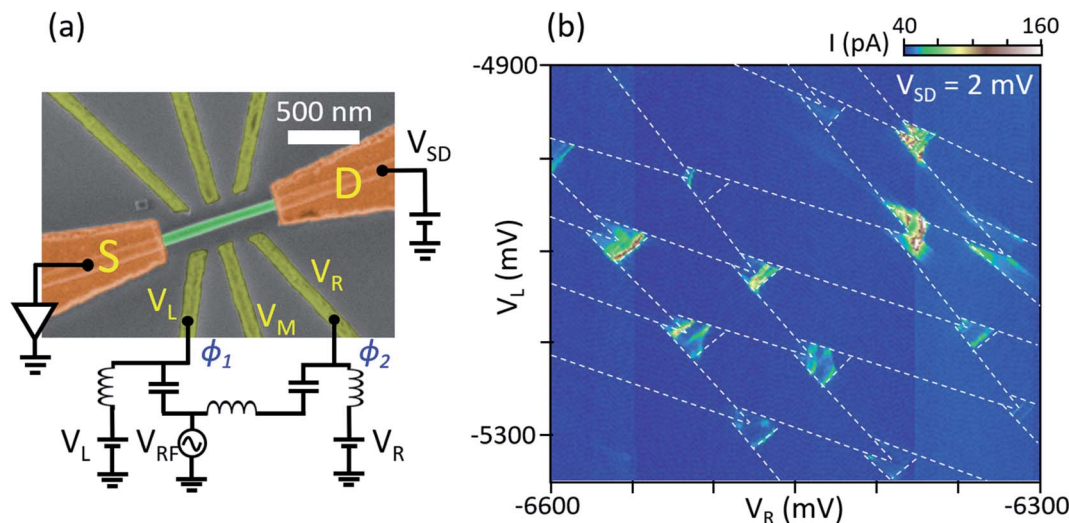 (a)
500 nm
V_SD
D
S
V_L
V_M
V_R
ϕ_1
ϕ_2
V_L
V_RF
V_R
(b)
I (pA)
40
160
-4900
V_SD = 2 mV
V_L (mV)
-5300
-6600
V_R (mV)
-6300